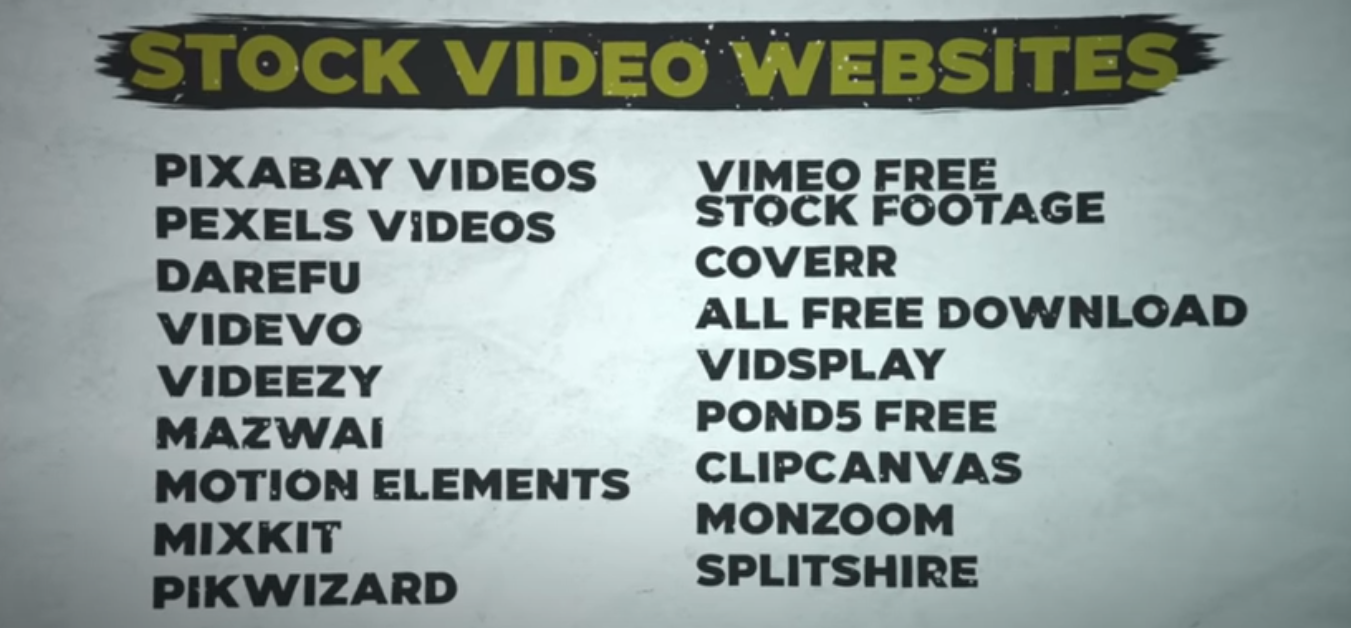 STOCK VIDEO WEBSITES
PIXABAY VIDEOS
PEXELS VIDEOS
DAREFU
VIDEVO
VIDEEZY
MAZWAI
MOTION ELEMENTS
MIXKIT
PIKWIZARD
VIMEO FREE
STOCK FOOTAGE
COVERR
ALL FREE DOWNLOAD
VIDSPLAY
POND5 FREE
CLIPCANVAS
MONZOOM
SPLITSHIRE